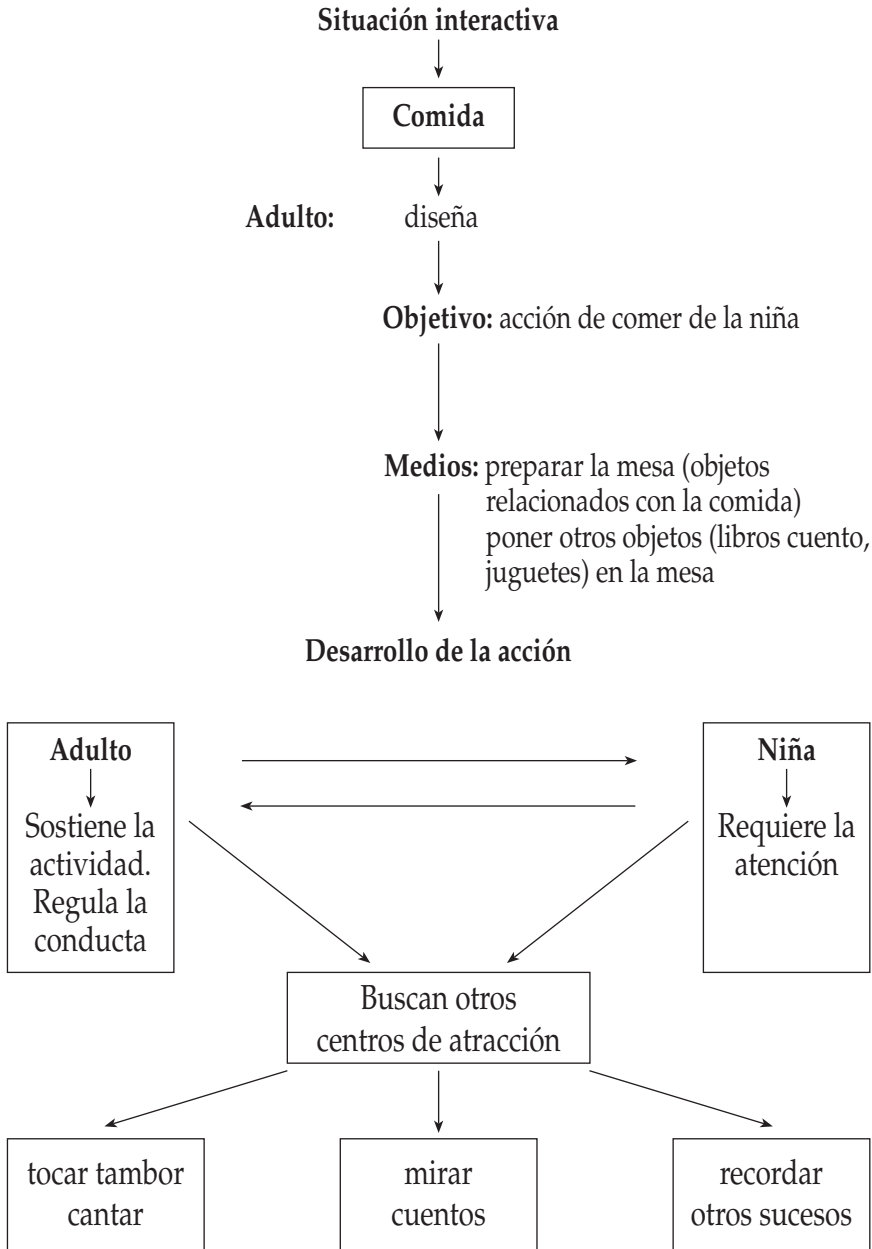 Situación interactiva
Comida
Adulto: diseña
Objetivo: acción de comer de la niña
Medios: preparar la mesa (objetos
relacionados con la comida)
poner otros objetos (libros cuento,
juguetes) en la mesa
Desarrollo de la acción
Adulto
Sostiene la
actividad.
Regula la
conducta
Niña
Requiere la
atención
Buscan otros
centros de atracción
tocar tambor
cantar
mirar
cuentos
recordar
otros sucesos